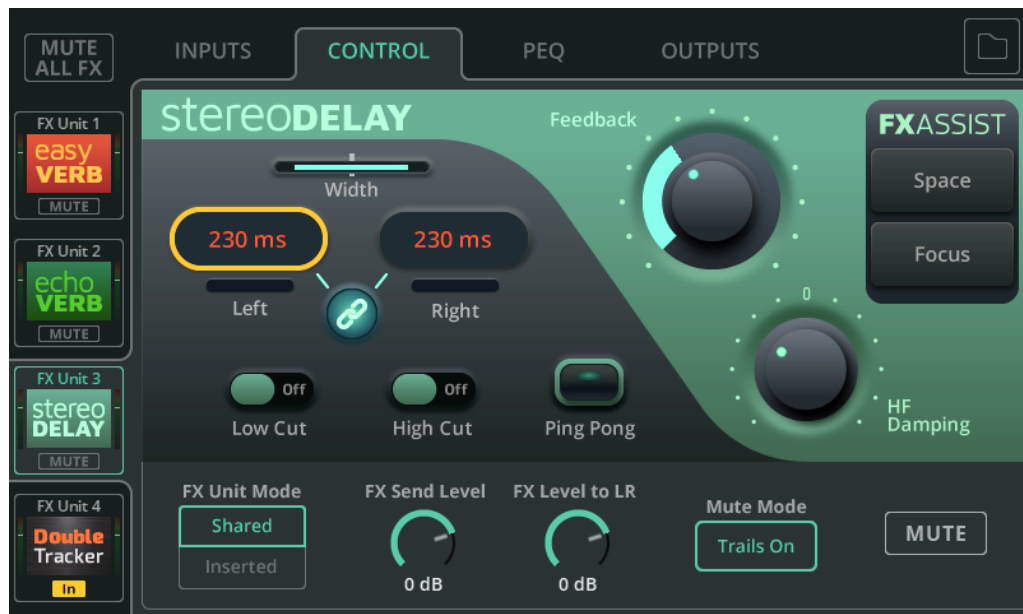 MUTE
ALL FX
INPUTS
CONTROL
PEQ
OUTPUTS
FX Unit 1
easy
VERB
MUTE
FX Unit 2
echo
VERB
MUTE
FX Unit 3
stereo
DELAY
MUTE
FX Unit 4
Double
Tracker
In
stereoDELAY
Width
230 ms
230 ms
Left
Right
Off
Low Cut
Off
High Cut
Ping Pong
Feedback
0
HF
Damping
FXASSIST
Space
Focus
FX Unit Mode
Shared
Inserted
FX Send Level
0 dB
FX Level to LR
0 dB
Mute Mode
Trails On
MUTE